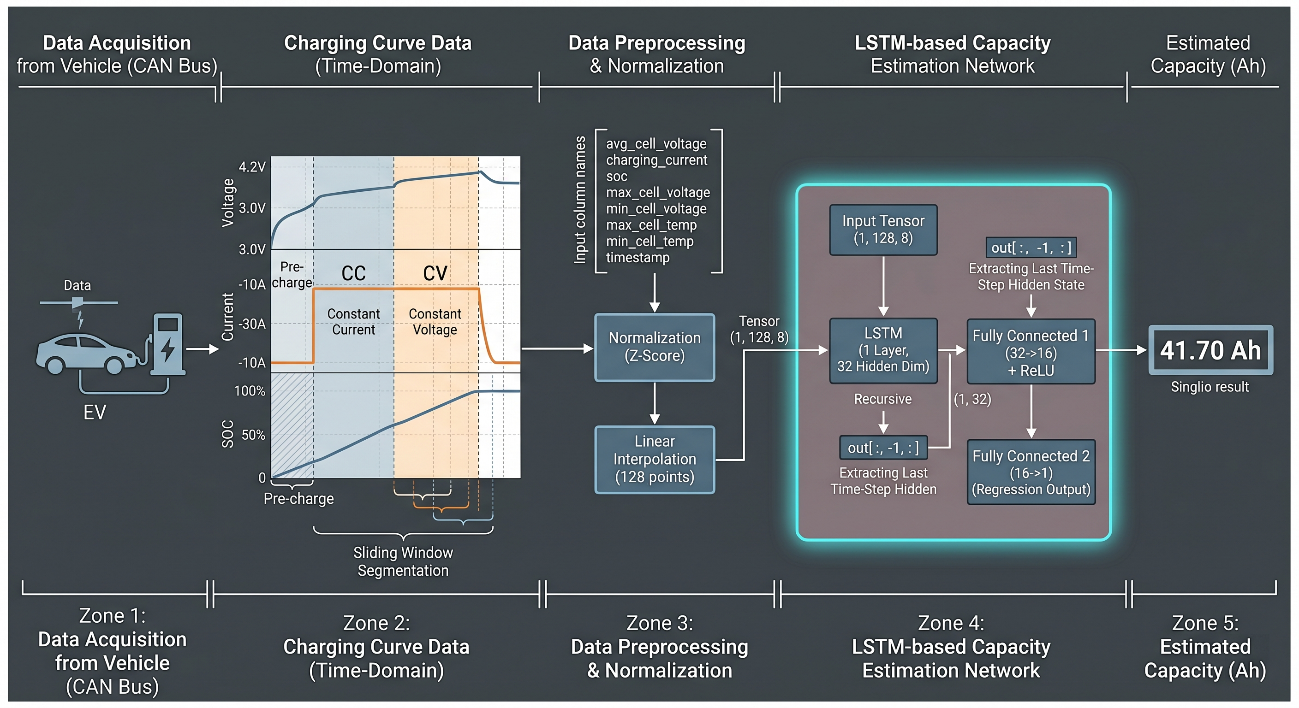 Data Acquisition
from Vehicle (CAN Bus)
Charging Curve Data
(Time-Domain)
Data Preprocessing
& Normalization
LSTM-based Capacity
Estimation Network
Estimated
Capacity (Ah)
Data
EV
Voltage
4.2V
3.0V
3.0V
Current
-10A
-30A
-10A
SOC
100%
50%
0
Pre-
charge
CC
CV
Constant
Current
Constant
Voltage
Pre-charge
Sliding Window
Segmentation
Input column names
avg_cell_voltage
charging_current
soc
max_cell_voltage
min_cell_voltage
max_cell_temp
min_cell_temp
timestamp
Normalization
(Z-Score)
Linear
Interpolation
(128 points)
Tensor
(1, 128, 8)
Input Tensor
(1, 128, 8)
LSTM
(1 Layer,
32 Hidden Dim)
Recursive
out[:, -1, :]
Extracting Last
Time-Step Hidden
(1, 32)
out[:, -1, :]
Extracting Last Time-
Step Hidden State
Fully Connected 1
(32->16)
+ ReLU
Fully Connected 2
(16->1)
(Regression Output)
41.70 Ah
Singlio result
Zone 1:
Data Acquisition
from Vehicle
(CAN Bus)
Zone 2:
Charging Curve Data
(Time-Domain)
Zone 3:
Data Preprocessing
& Normalization
Zone 4:
LSTM-based Capacity
Estimation Network
Zone 5:
Estimated
Capacity (Ah)